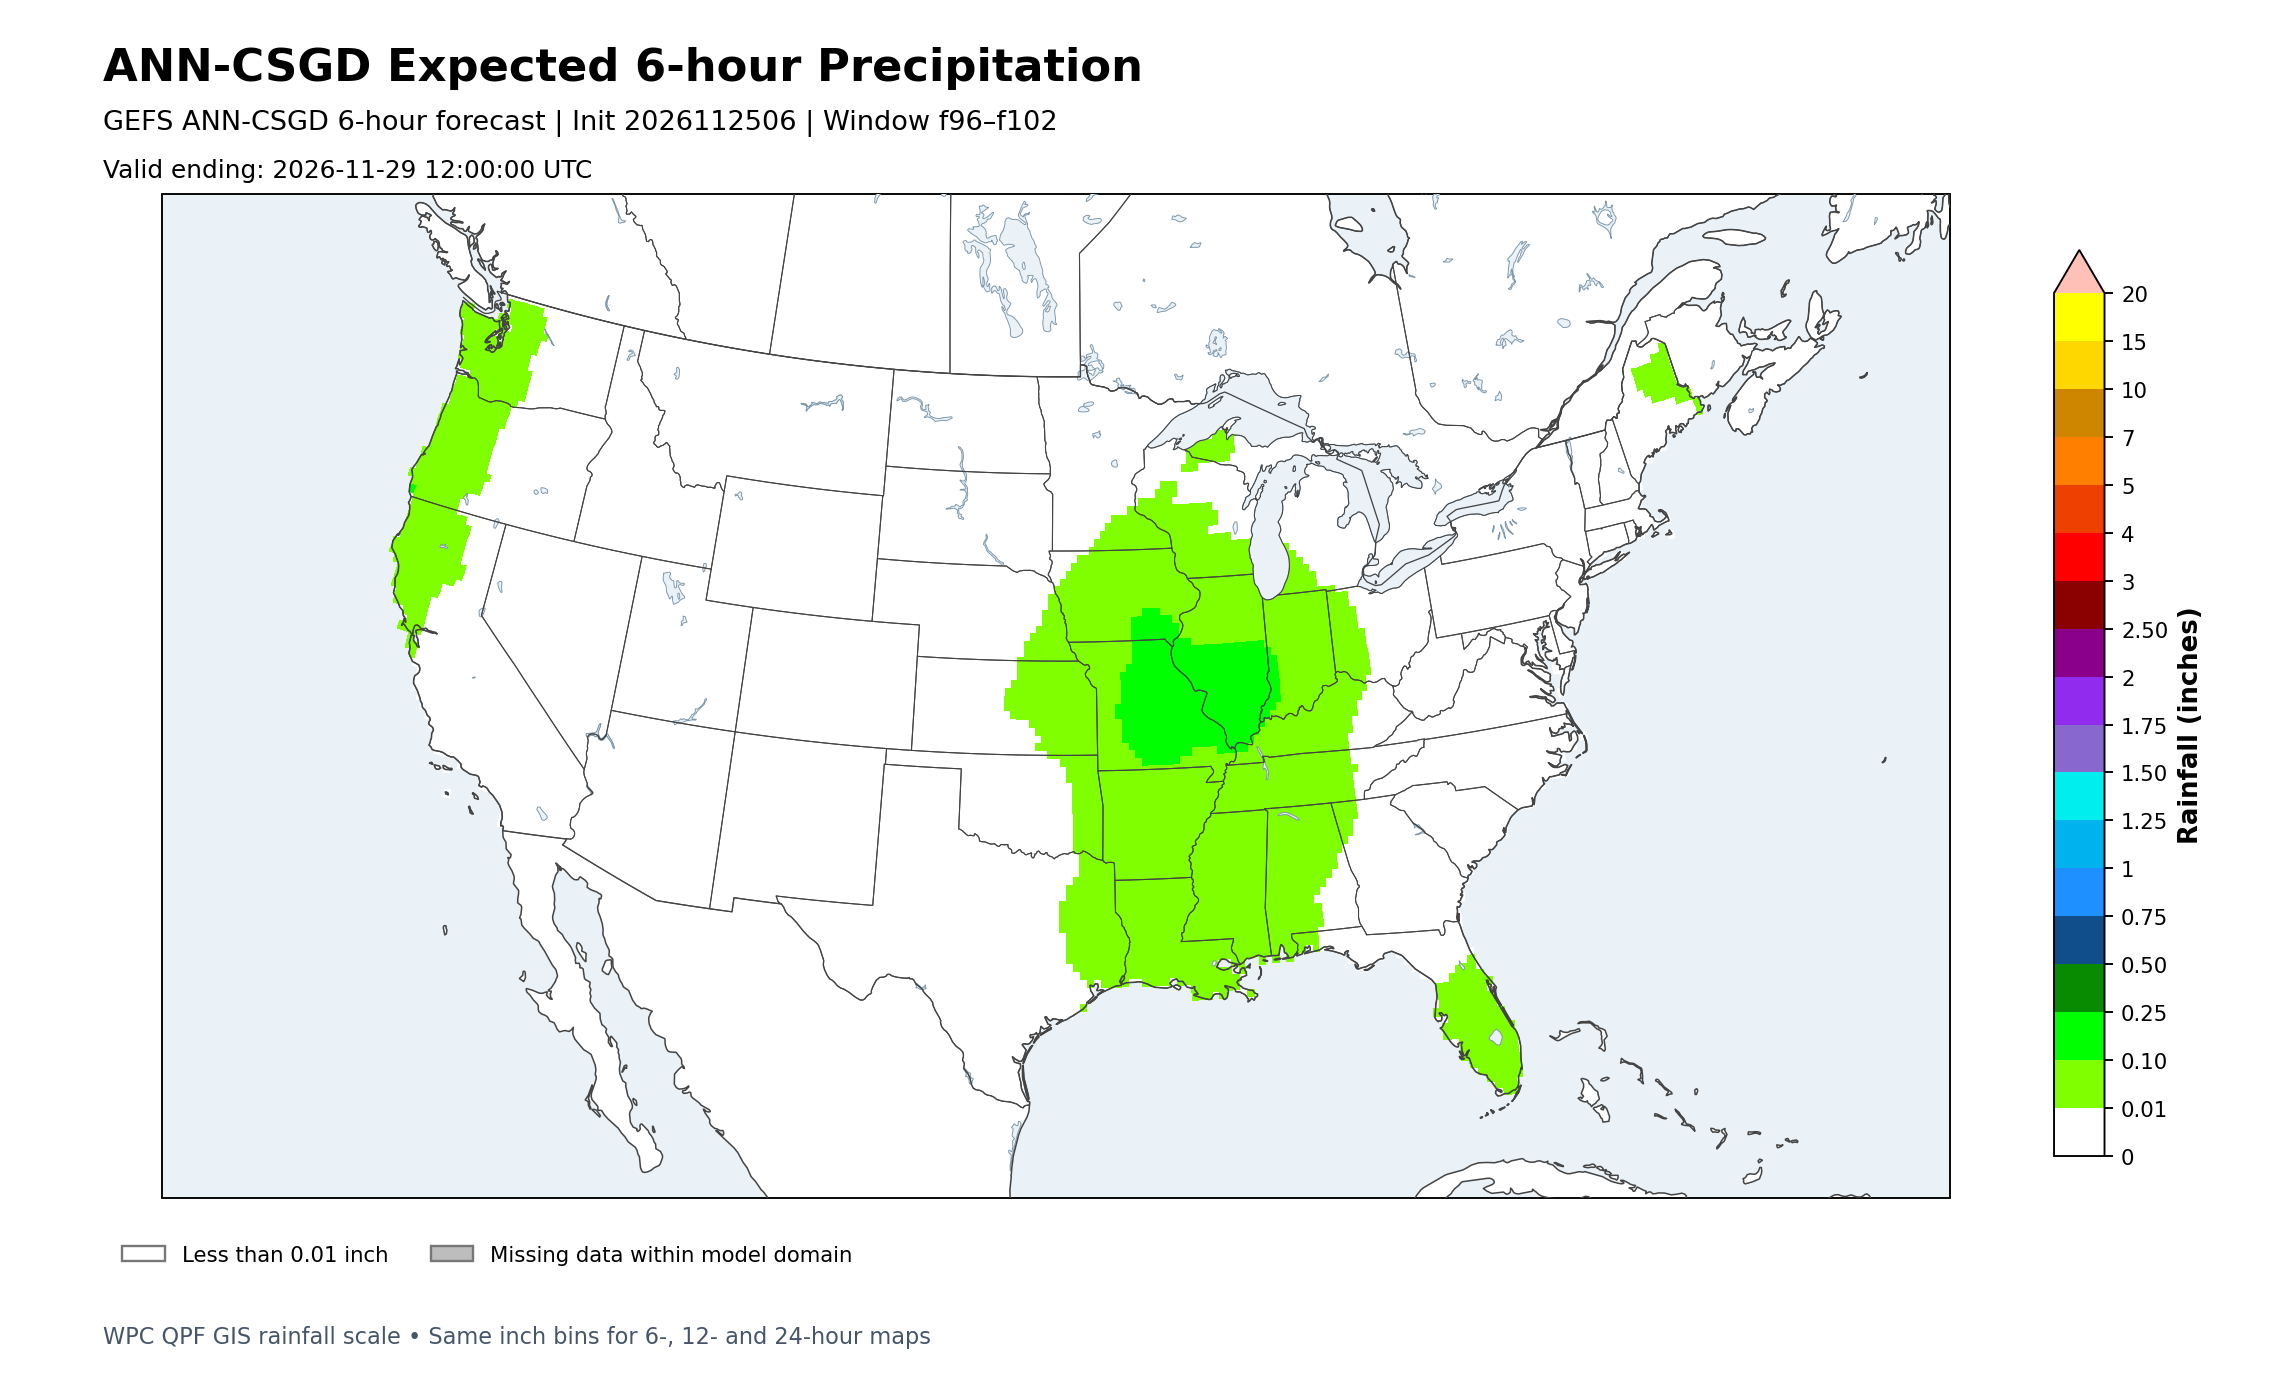 ANN-CSGD Expected 6-hour Precipitation
GEFS ANN-CSGD 6-hour forecast | Init 2026112506 | Window f96–f102
Valid ending: 2026-11-29 12:00:00 UTC
20
15
10
7
5
4
3
2.50
2
1.75
1.50
1.25
1
0.75
0.50
0.25
0.10
0.01
0
Rainfall (inches)
Less than 0.01 inch
Missing data within model domain
WPC QPF GIS rainfall scale • Same inch bins for 6-, 12- and 24-hour maps